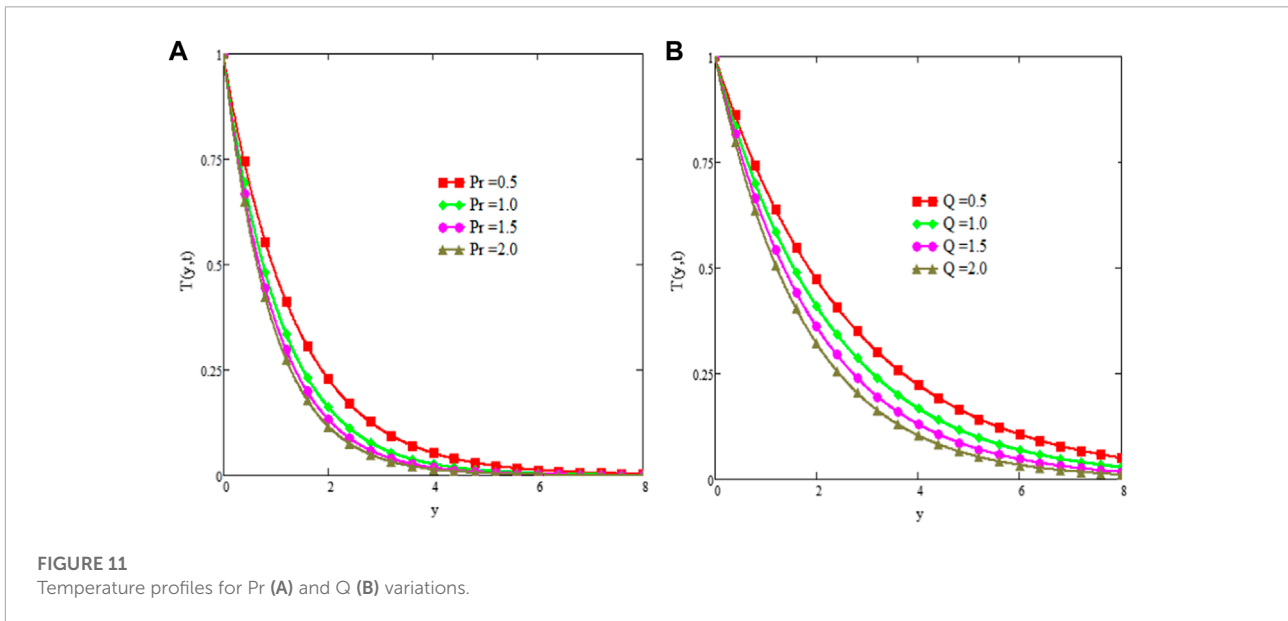 A
B
1
0.75
0.5
0.25
0
T(y,t)
0
2
4
6
8
y
Pr =0.5
Pr =1.0
Pr =1.5
Pr =2.0
1
0.75
0.5
0.25
0
T(y,t)
0
2
4
6
8
y
Q =0.5
Q =1.0
Q =1.5
Q =2.0
FIGURE 11
Temperature profiles for Pr (A) and Q (B) variations.